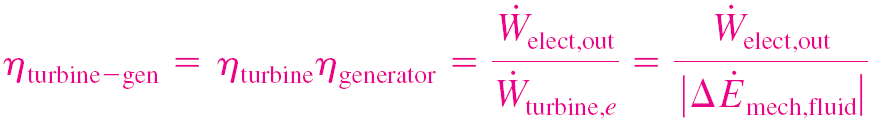 η_turbine−gen = η_turbine η_generator = Ẇ_elect,out / Ẇ_turbine,e = Ẇ_elect,out / |ΔĖ_mech,fluid|